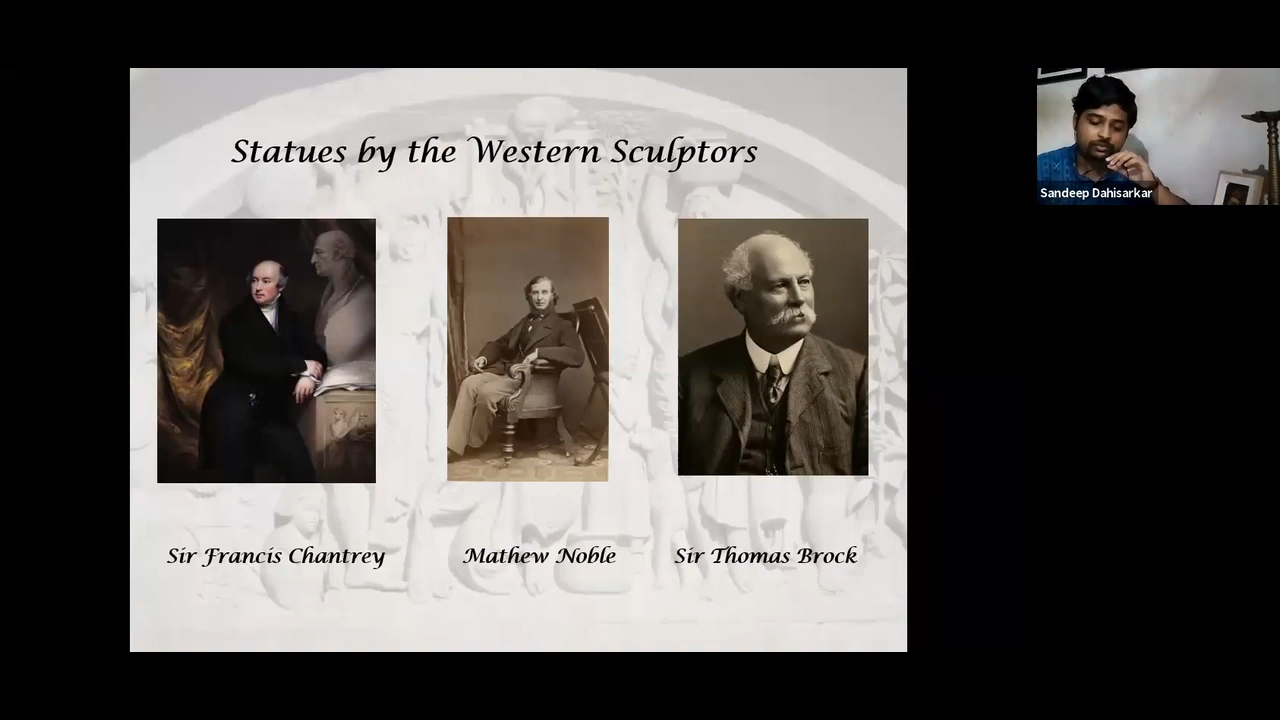 Statues by the Western Sculptors
Sandeep Dahisarkar
Sir Francis Chantrey
Mathew Noble
Sir Thomas Brock